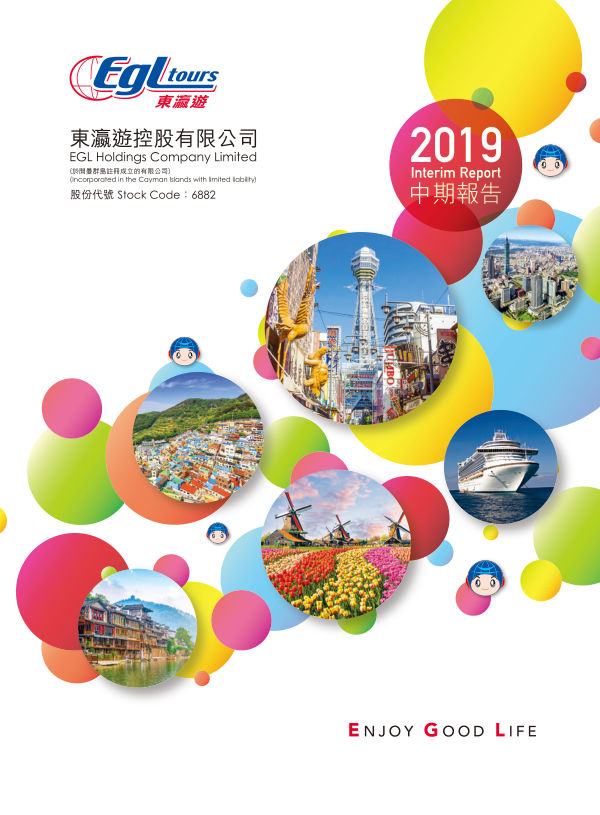 EGL tours
東瀛遊
東瀛遊控股有限公司
EGL Holdings Company Limited
(於開曼群島註冊成立的有限公司)
(Incorporated in the Cayman Islands with limited liability)
股份代號 Stock Code：6882
2019
Interim Report
中期報告
JUMBO
ENJOY GOOD LIFE